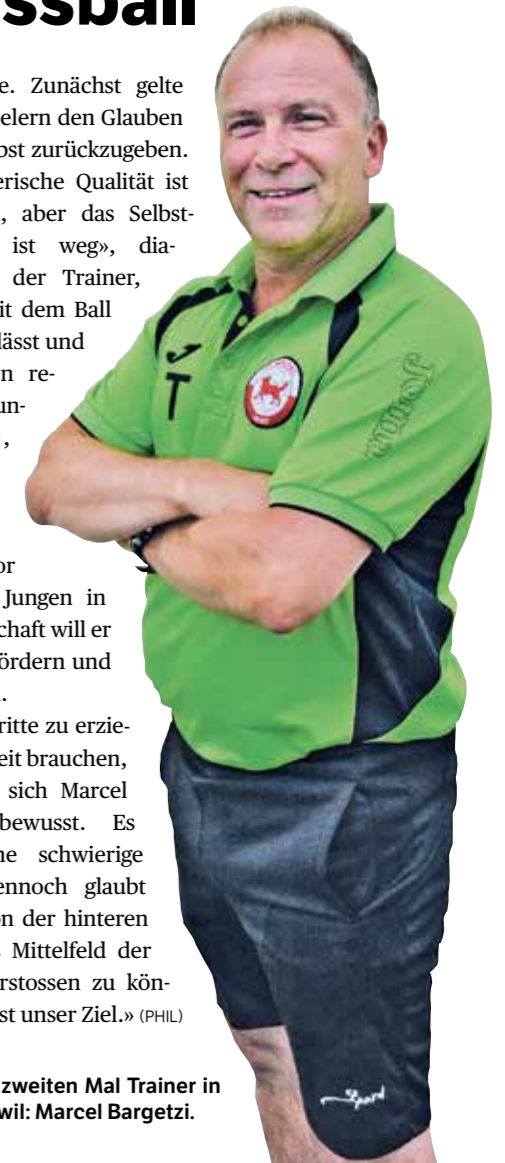 ssball
e. Zunächst gelte
elern den Glauben
bst zurückzugeben.
erische Qualität ist
, aber das Selbst-
ist weg», dia-
der Trainer,
it dem Ball
lässt und
n re-
un-
,
or
Jungen in
chaft will er
ördern und
.
ritte zu erzie-
eit brauchen,
sich Marcel
bewusst. Es
ne schwierige
ennoch glaubt
on der hinteren
s Mittelfeld der
rstossen zu kön-
st unser Ziel.» (PHIL)
zweiten Mal Trainer in
wil: Marcel Bargetzi.
T
Joma